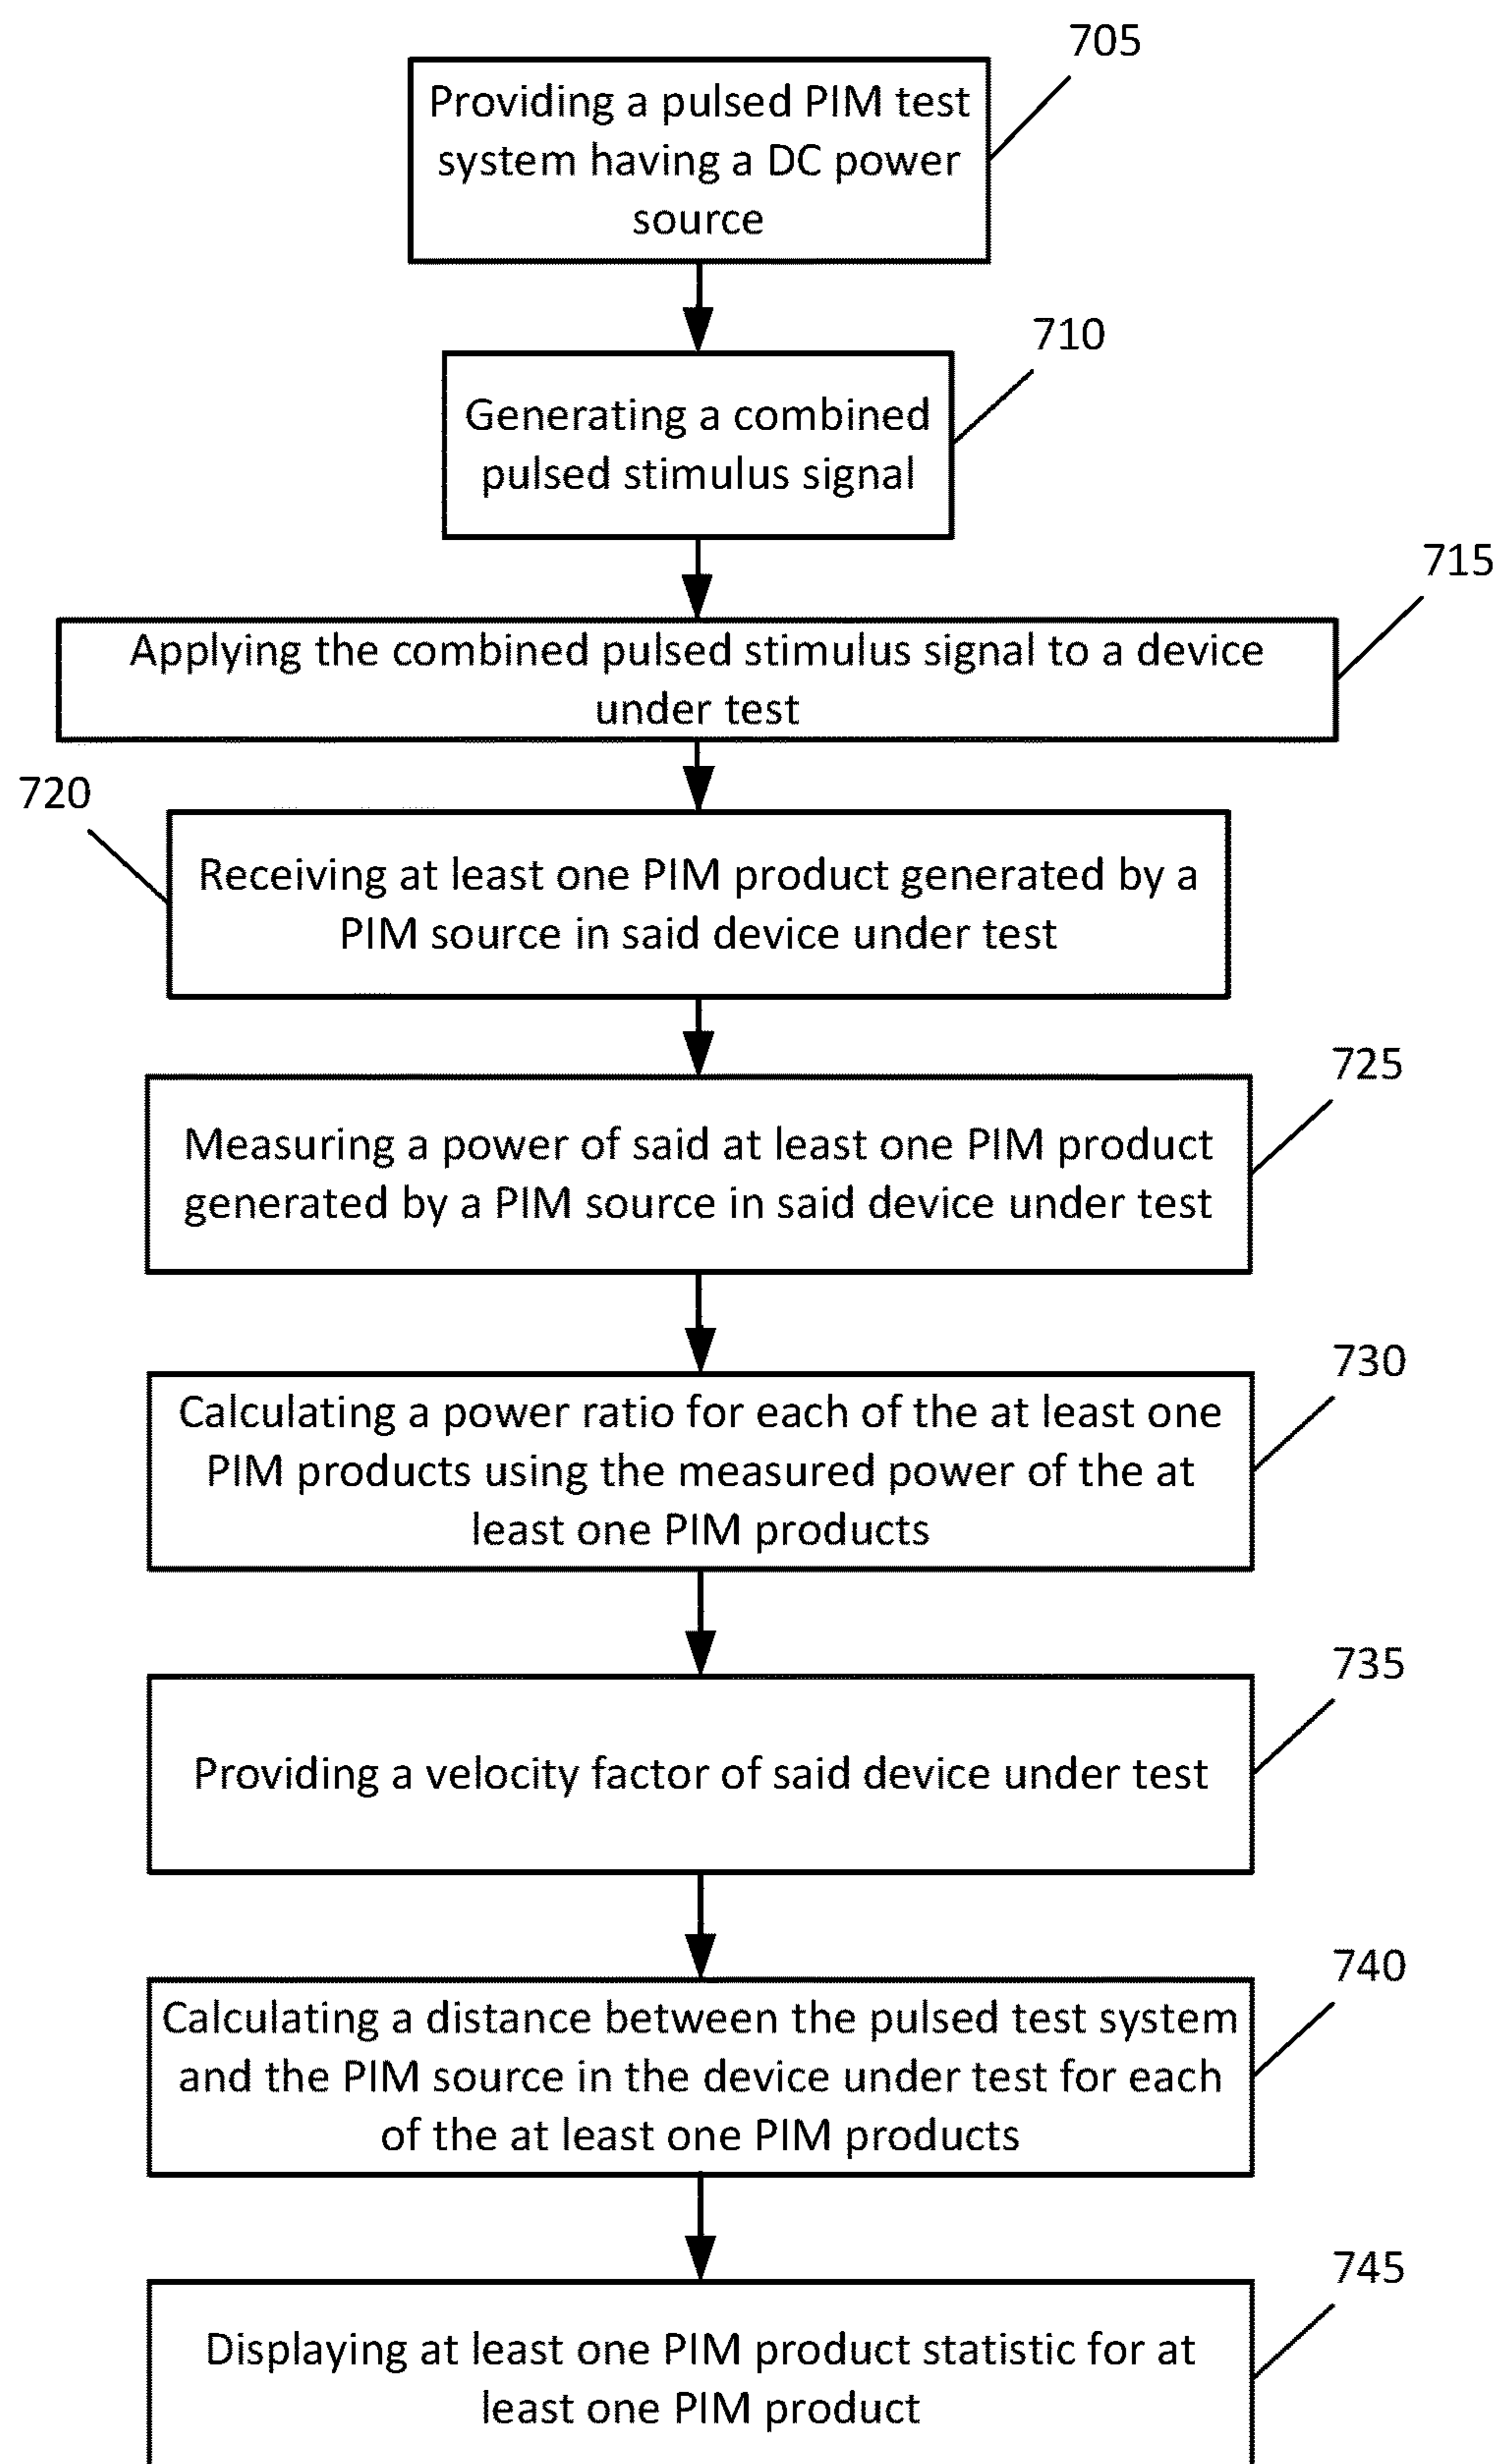 705
Providing a pulsed PIM test
system having a DC power
source
710
Generating a combined
pulsed stimulus signal
715
Applying the combined pulsed stimulus signal to a device
under test
720
Receiving at least one PIM product generated by a
PIM source in said device under test
725
Measuring a power of said at least one PIM product
generated by a PIM source in said device under test
730
Calculating a power ratio for each of the at least one
PIM products using the measured power of the at
least one PIM products
735
Providing a velocity factor of said device under test
740
Calculating a distance between the pulsed test system
and the PIM source in the device under test for each
of the at least one PIM products
745
Displaying at least one PIM product statistic for at
least one PIM product